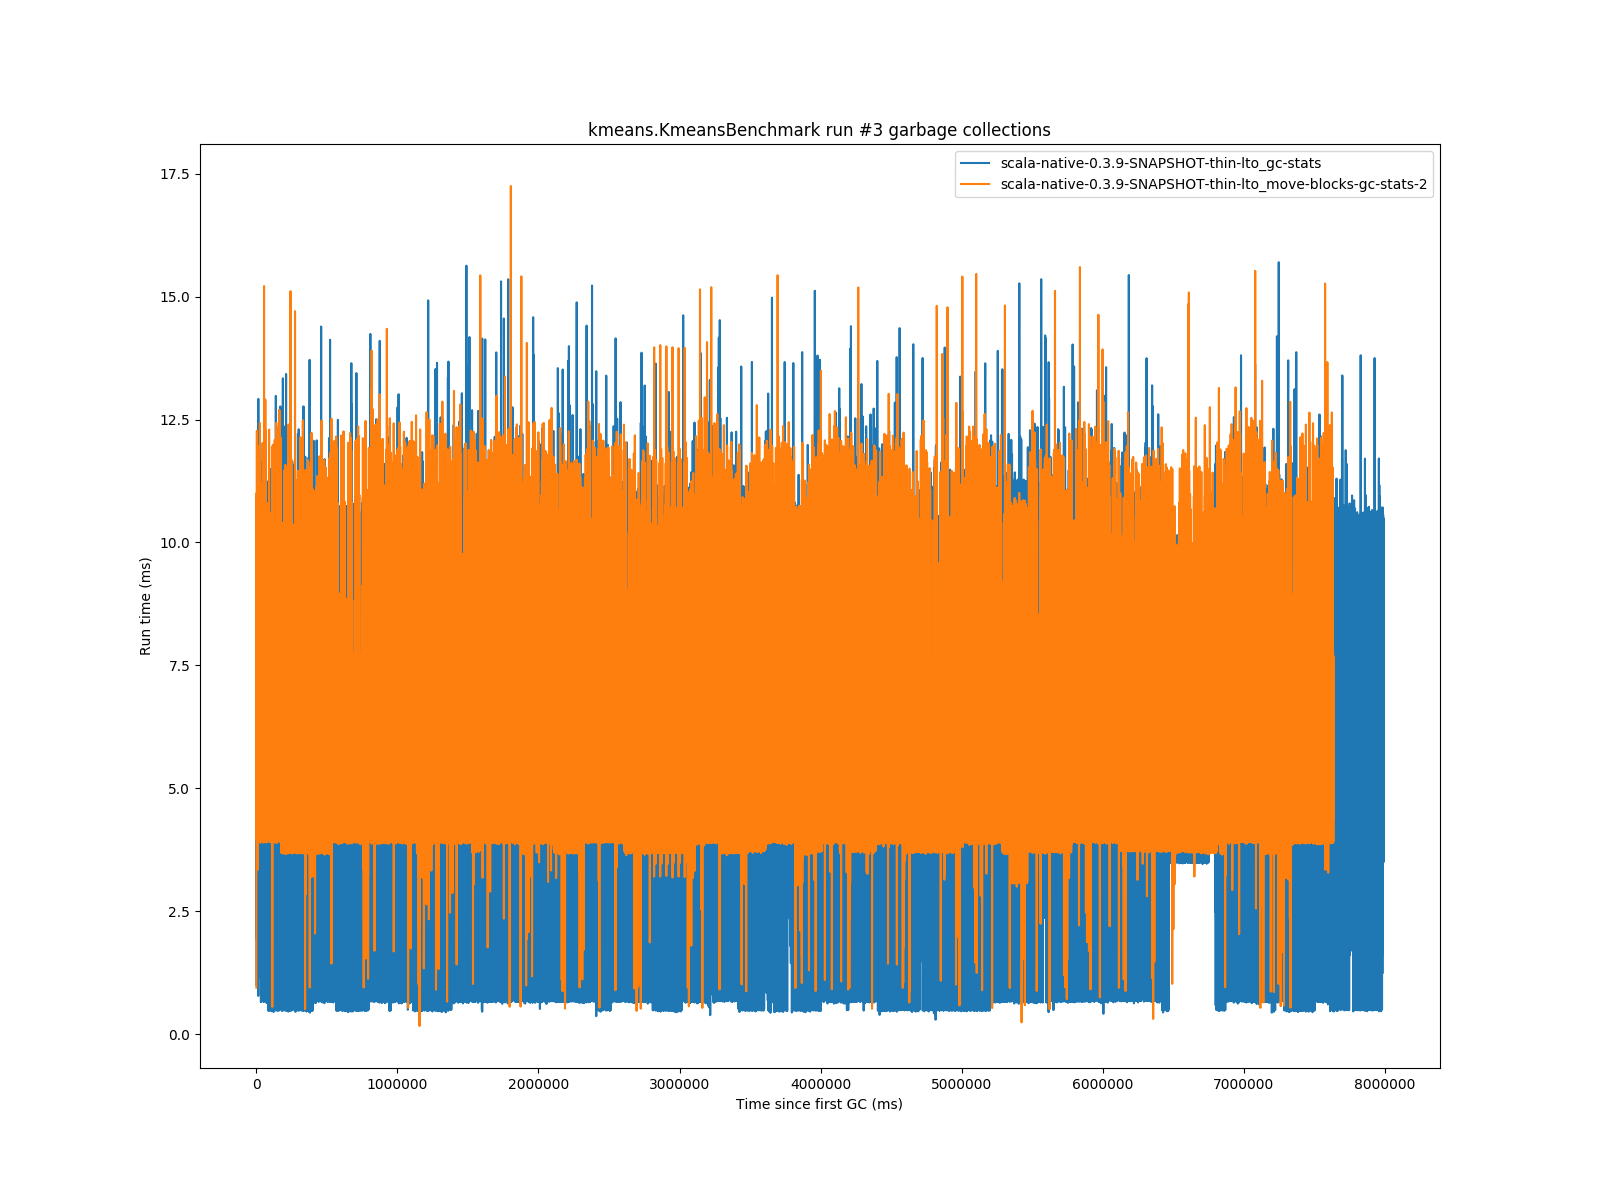 kmeans.KmeansBenchmark run #3 garbage collections
scala-native-0.3.9-SNAPSHOT-thin-lto_gc-stats
scala-native-0.3.9-SNAPSHOT-thin-lto_move-blocks-gc-stats-2
17.5
15.0
12.5
10.0
7.5
5.0
2.5
0.0
Run time (ms)
0 1000000 2000000 3000000 4000000 5000000 6000000 7000000 8000000
Time since first GC (ms)